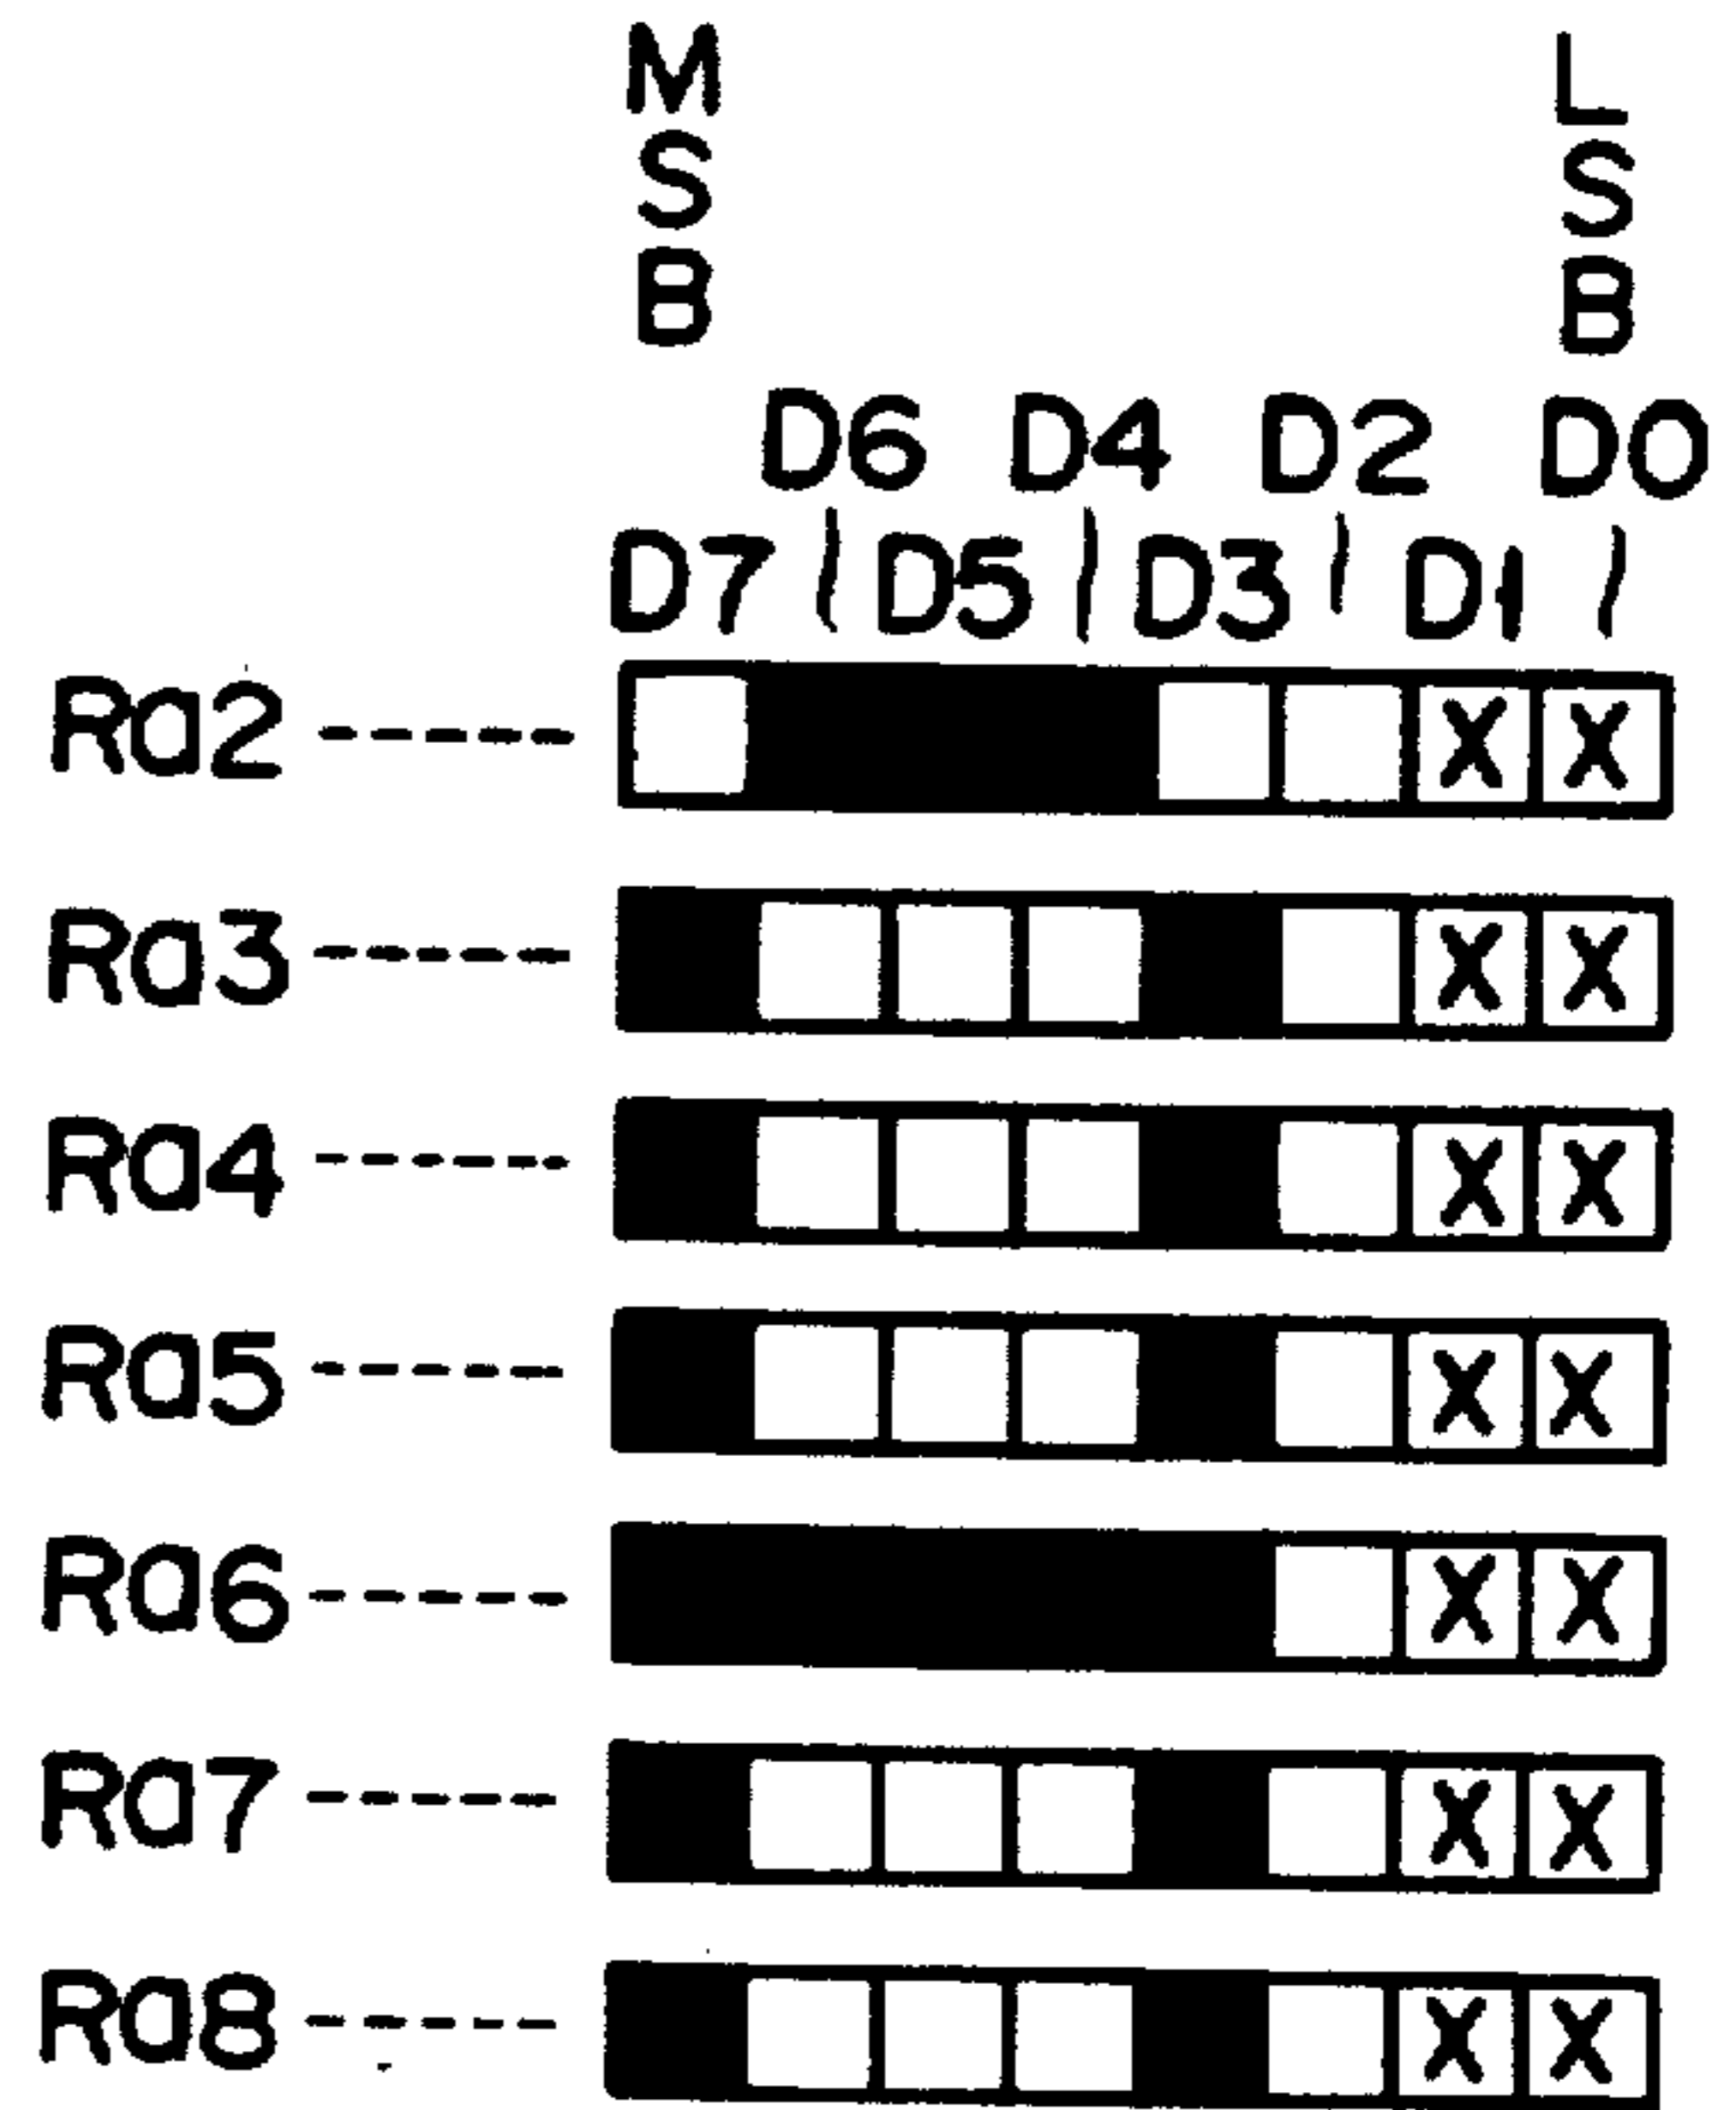 MSB LSB
D6 D4 D2 D0
D7 D5 D3 D1
Ra2 X X
Ra3 X X
Ra4 X X
Ra5 X X
Ra6 X X
Ra7 X X
Ra8 X X